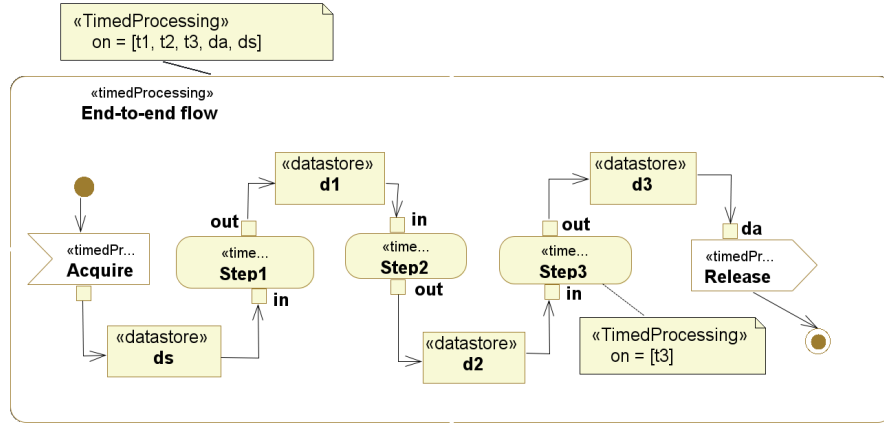 «TimedProcessing»
on = [t1, t2, t3, da, ds]
«timedProcessing»
End-to-end flow
«datastore»
d1
«datastore»
d3
out
in
out
da
«timedPr...
Acquire
«time...
Step1
«time...
Step2
«time...
Step3
«timedPr...
Release
in
out
in
«datastore»
ds
«datastore»
d2
«TimedProcessing»
on = [t3]